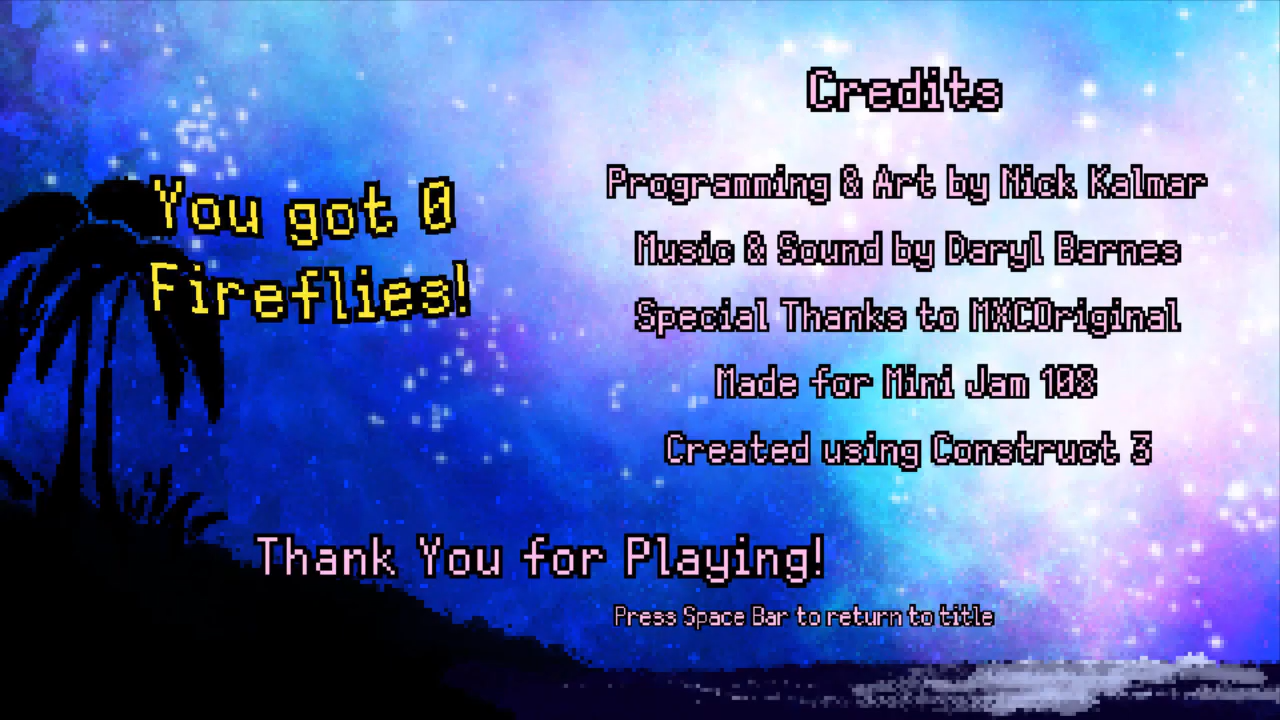 You got 0
Fireflies!
Credits
Programming & Art by Nick Kalmar
Music & Sound by Daryl Barnes
Special Thanks to MXCOriginal
Made for Mini Jam 108
Created using Construct 3
Thank You for Playing!
Press Space Bar to return to title